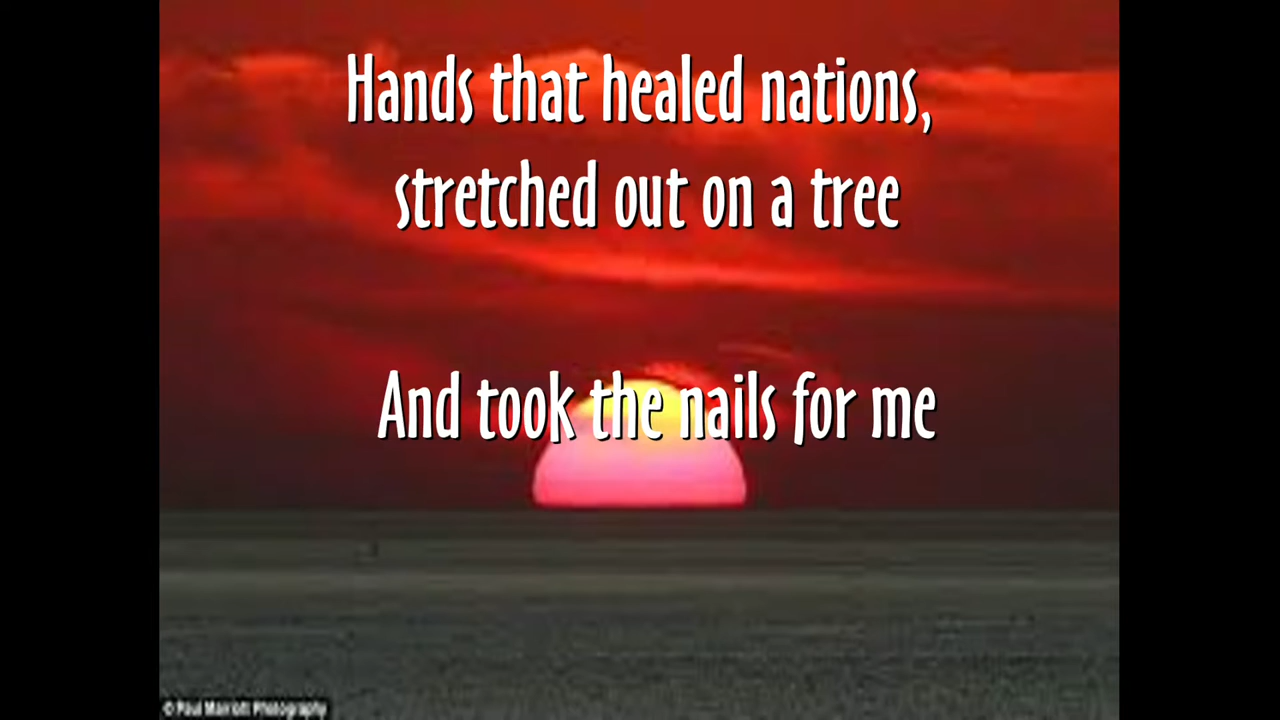 Hands that healed nations,
stretched out on a tree
And took the nails for me
© Paul Marriott Photography